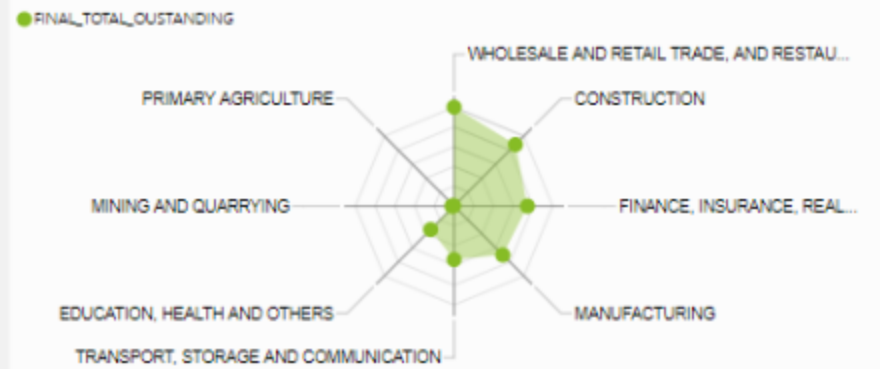 FINAL_TOTAL_OUSTANDING
WHOLESALE AND RETAIL TRADE, AND RESTAU...
PRIMARY AGRICULTURE
CONSTRUCTION
MINING AND QUARRYING
FINANCE, INSURANCE, REAL...
EDUCATION, HEALTH AND OTHERS
MANUFACTURING
TRANSPORT, STORAGE AND COMMUNICATION